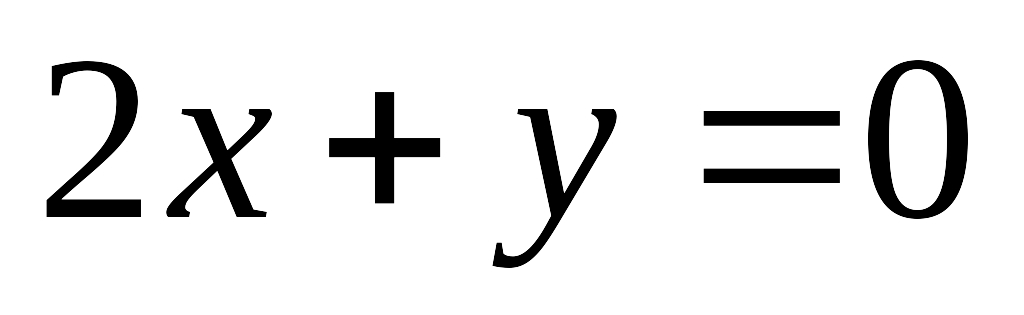 2x + y =0